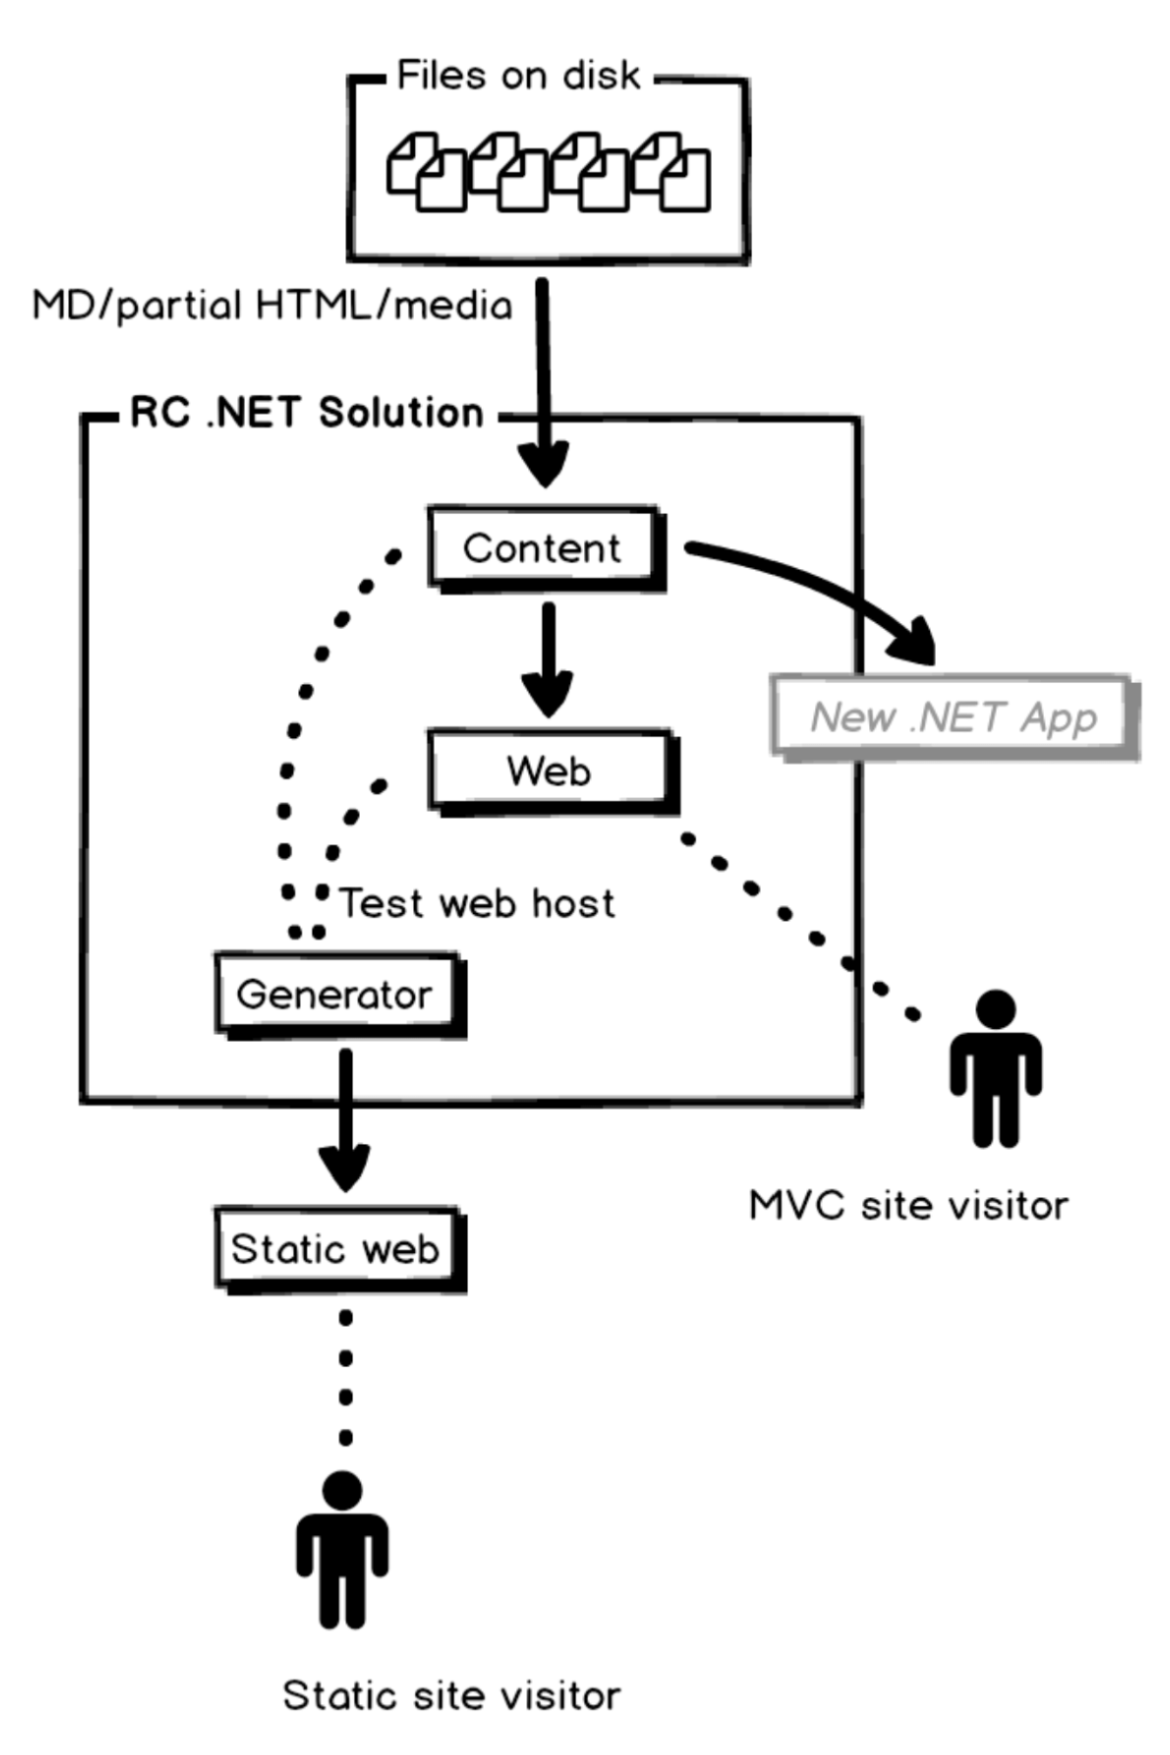 Files on disk
MD/partial HTML/media
RC .NET Solution
Content
New .NET App
Web
Test web host
Generator
MVC site visitor
Static web
Static site visitor